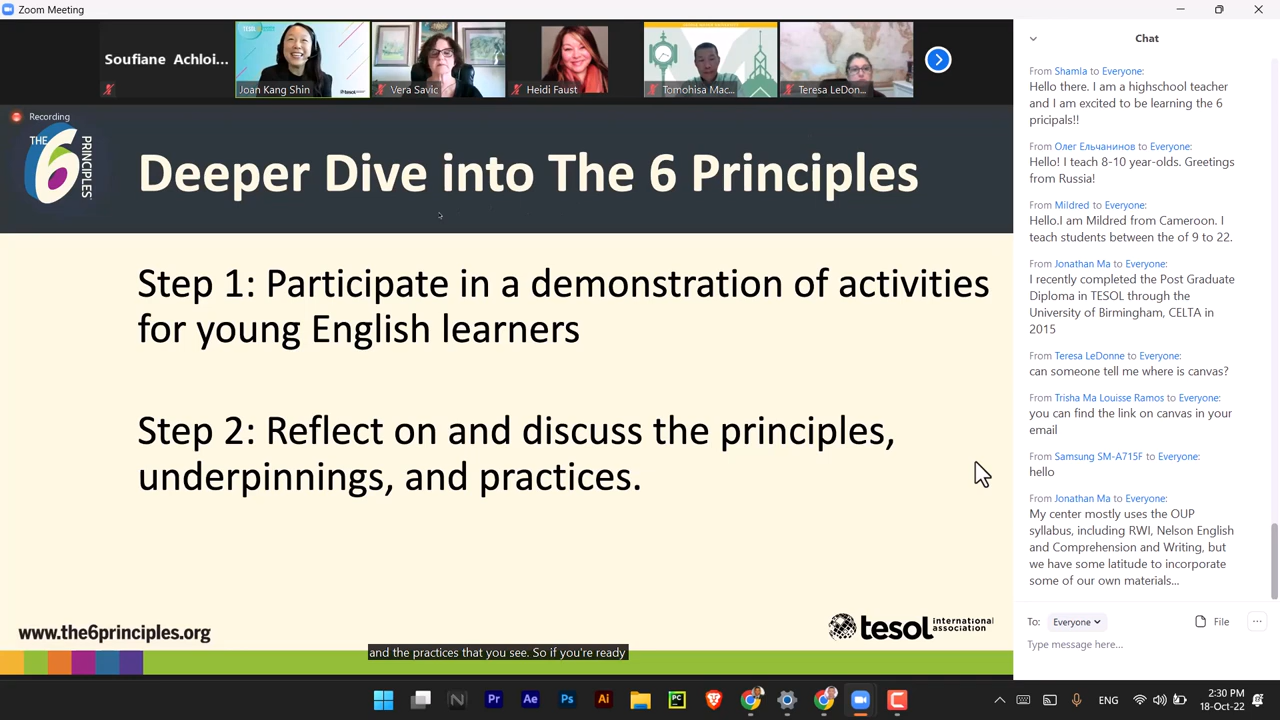 Zoom Meeting
Soufiane Achloi...
Joan Kang Shin
Vera Savic
Heidi Faust
Tomohisa Mac...
Teresa LeDon...
Recording
THE 6 PRINCIPLES
Deeper Dive into The 6 Principles
Step 1: Participate in a demonstration of activities
for young English learners
Step 2: Reflect on and discuss the principles,
underpinnings, and practices.
www.the6principles.org
tesol international
association
and the practices that you see. So if you're ready
Chat
From Shamla to Everyone:
Hello there. I am a highschool teacher
and I am excited to be learning the 6
pricipals!!
From Олег Ельчанинов to Everyone:
Hello! I teach 8-10 year-olds. Greetings
from Russia!
From Mildred to Everyone:
Hello.I am Mildred from Cameroon. I
teach students between the of 9 to 22.
From Jonathan Ma to Everyone:
I recently completed the Post Graduate
Diploma in TESOL through the
University of Birmingham, CELTA in
2015
From Teresa LeDonne to Everyone:
can someone tell me where is canvas?
From Trisha Ma Louisse Ramos to Everyone:
you can find the link on canvas in your
email
From Samsung SM-A715F to Everyone:
hello
From Jonathan Ma to Everyone:
My center mostly uses the OUP
syllabus, including RWI, Nelson English
and Comprehension and Writing, but
we have some latitude to incorporate
some of our own materials...
To: Everyone
File
Type message here...
N
Pr
Ae
Ps
Ai
PC
ENG
2:30 PM
18-Oct-22